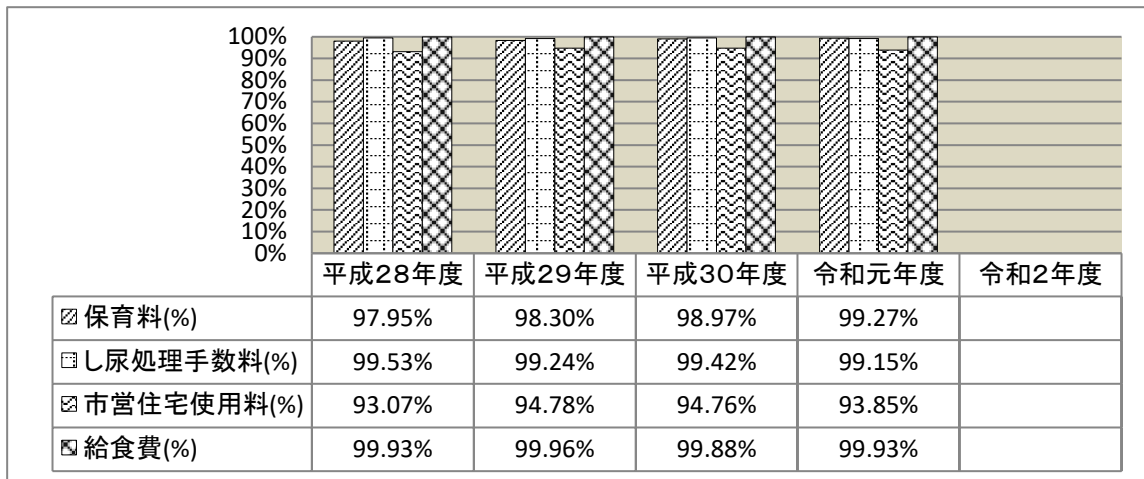 100%
90%
80%
70%
60%
50%
40%
30%
20%
10%
0%
平成28年度 平成29年度 平成30年度 令和元年度 令和2年度
保育料(%) 97.95% 98.30% 98.97% 99.27%
し尿処理手数料(%) 99.53% 99.24% 99.42% 99.15%
市営住宅使用料(%) 93.07% 94.78% 94.76% 93.85%
給食費(%) 99.93% 99.96% 99.88% 99.93%